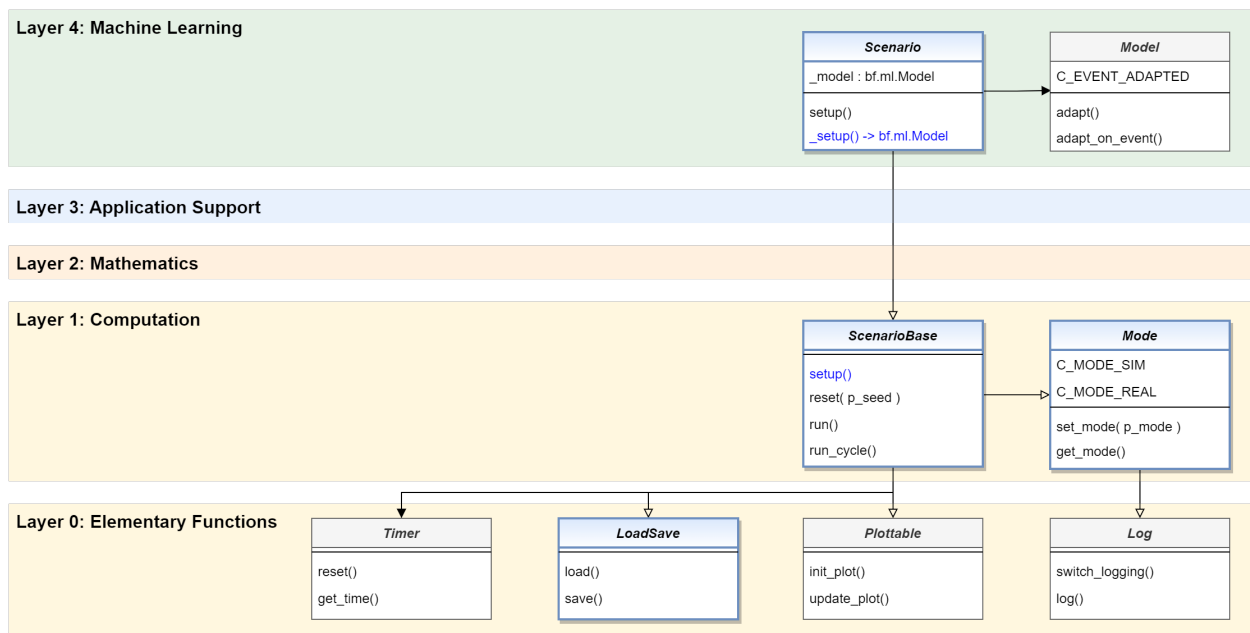 Layer 4: Machine Learning
Scenario
_model : bf.ml.Model
setup()
_setup() -> bf.ml.Model
Model
C_EVENT_ADAPTED
adapt()
adapt_on_event()
Layer 3: Application Support
Layer 2: Mathematics
Layer 1: Computation
ScenarioBase
setup()
reset( p_seed )
run()
run_cycle()
Mode
C_MODE_SIM
C_MODE_REAL
set_mode( p_mode )
get_mode()
Layer 0: Elementary Functions
Timer
reset()
get_time()
LoadSave
load()
save()
Plottable
init_plot()
update_plot()
Log
switch_logging()
log()